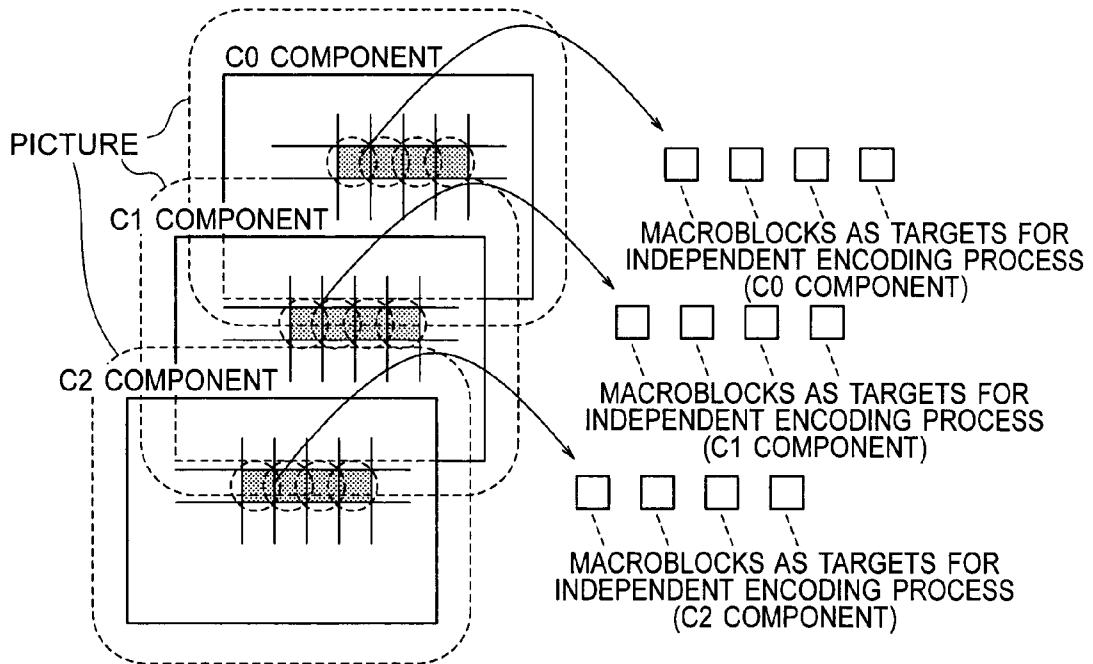 C0 COMPONENT
PICTURE
C1 COMPONENT
C2 COMPONENT
MACROBLOCKS AS TARGETS FOR
INDEPENDENT ENCODING PROCESS
(C0 COMPONENT)
MACROBLOCKS AS TARGETS FOR
INDEPENDENT ENCODING PROCESS
(C1 COMPONENT)
MACROBLOCKS AS TARGETS FOR
INDEPENDENT ENCODING PROCESS
(C2 COMPONENT)